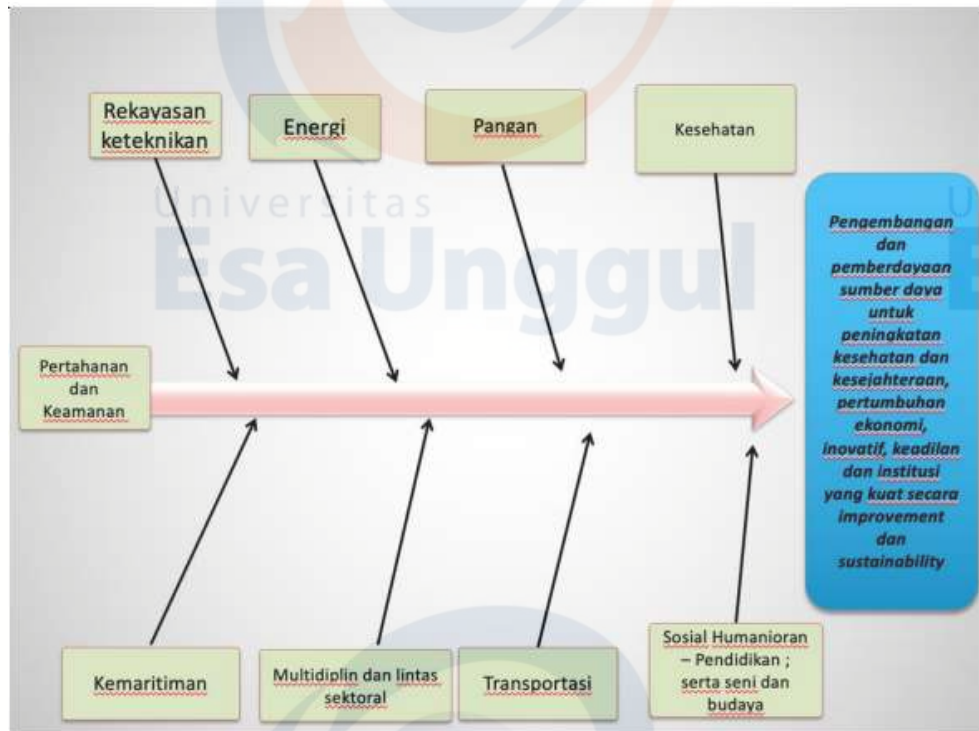 Rekayasan
keteknikan
Energi
Pangan
Kesehatan
Universitas
Esa Unggul
U
E
Pertahanan
dan
Keamanan
Pengembangan
dan
pemberdayaan
sumber daya
untuk
peningkatan
kesehatan dan
kesejahteraan,
pertumbuhan
ekonomi,
inovatif, keadilan
dan institusi
yang kuat secara
improvement
dan
sustainability
Kemaritiman
Multidiplin dan lintas
sektoral
Transportasi
Sosial Humanioran
– Pendidikan ;
serta seni dan
budaya